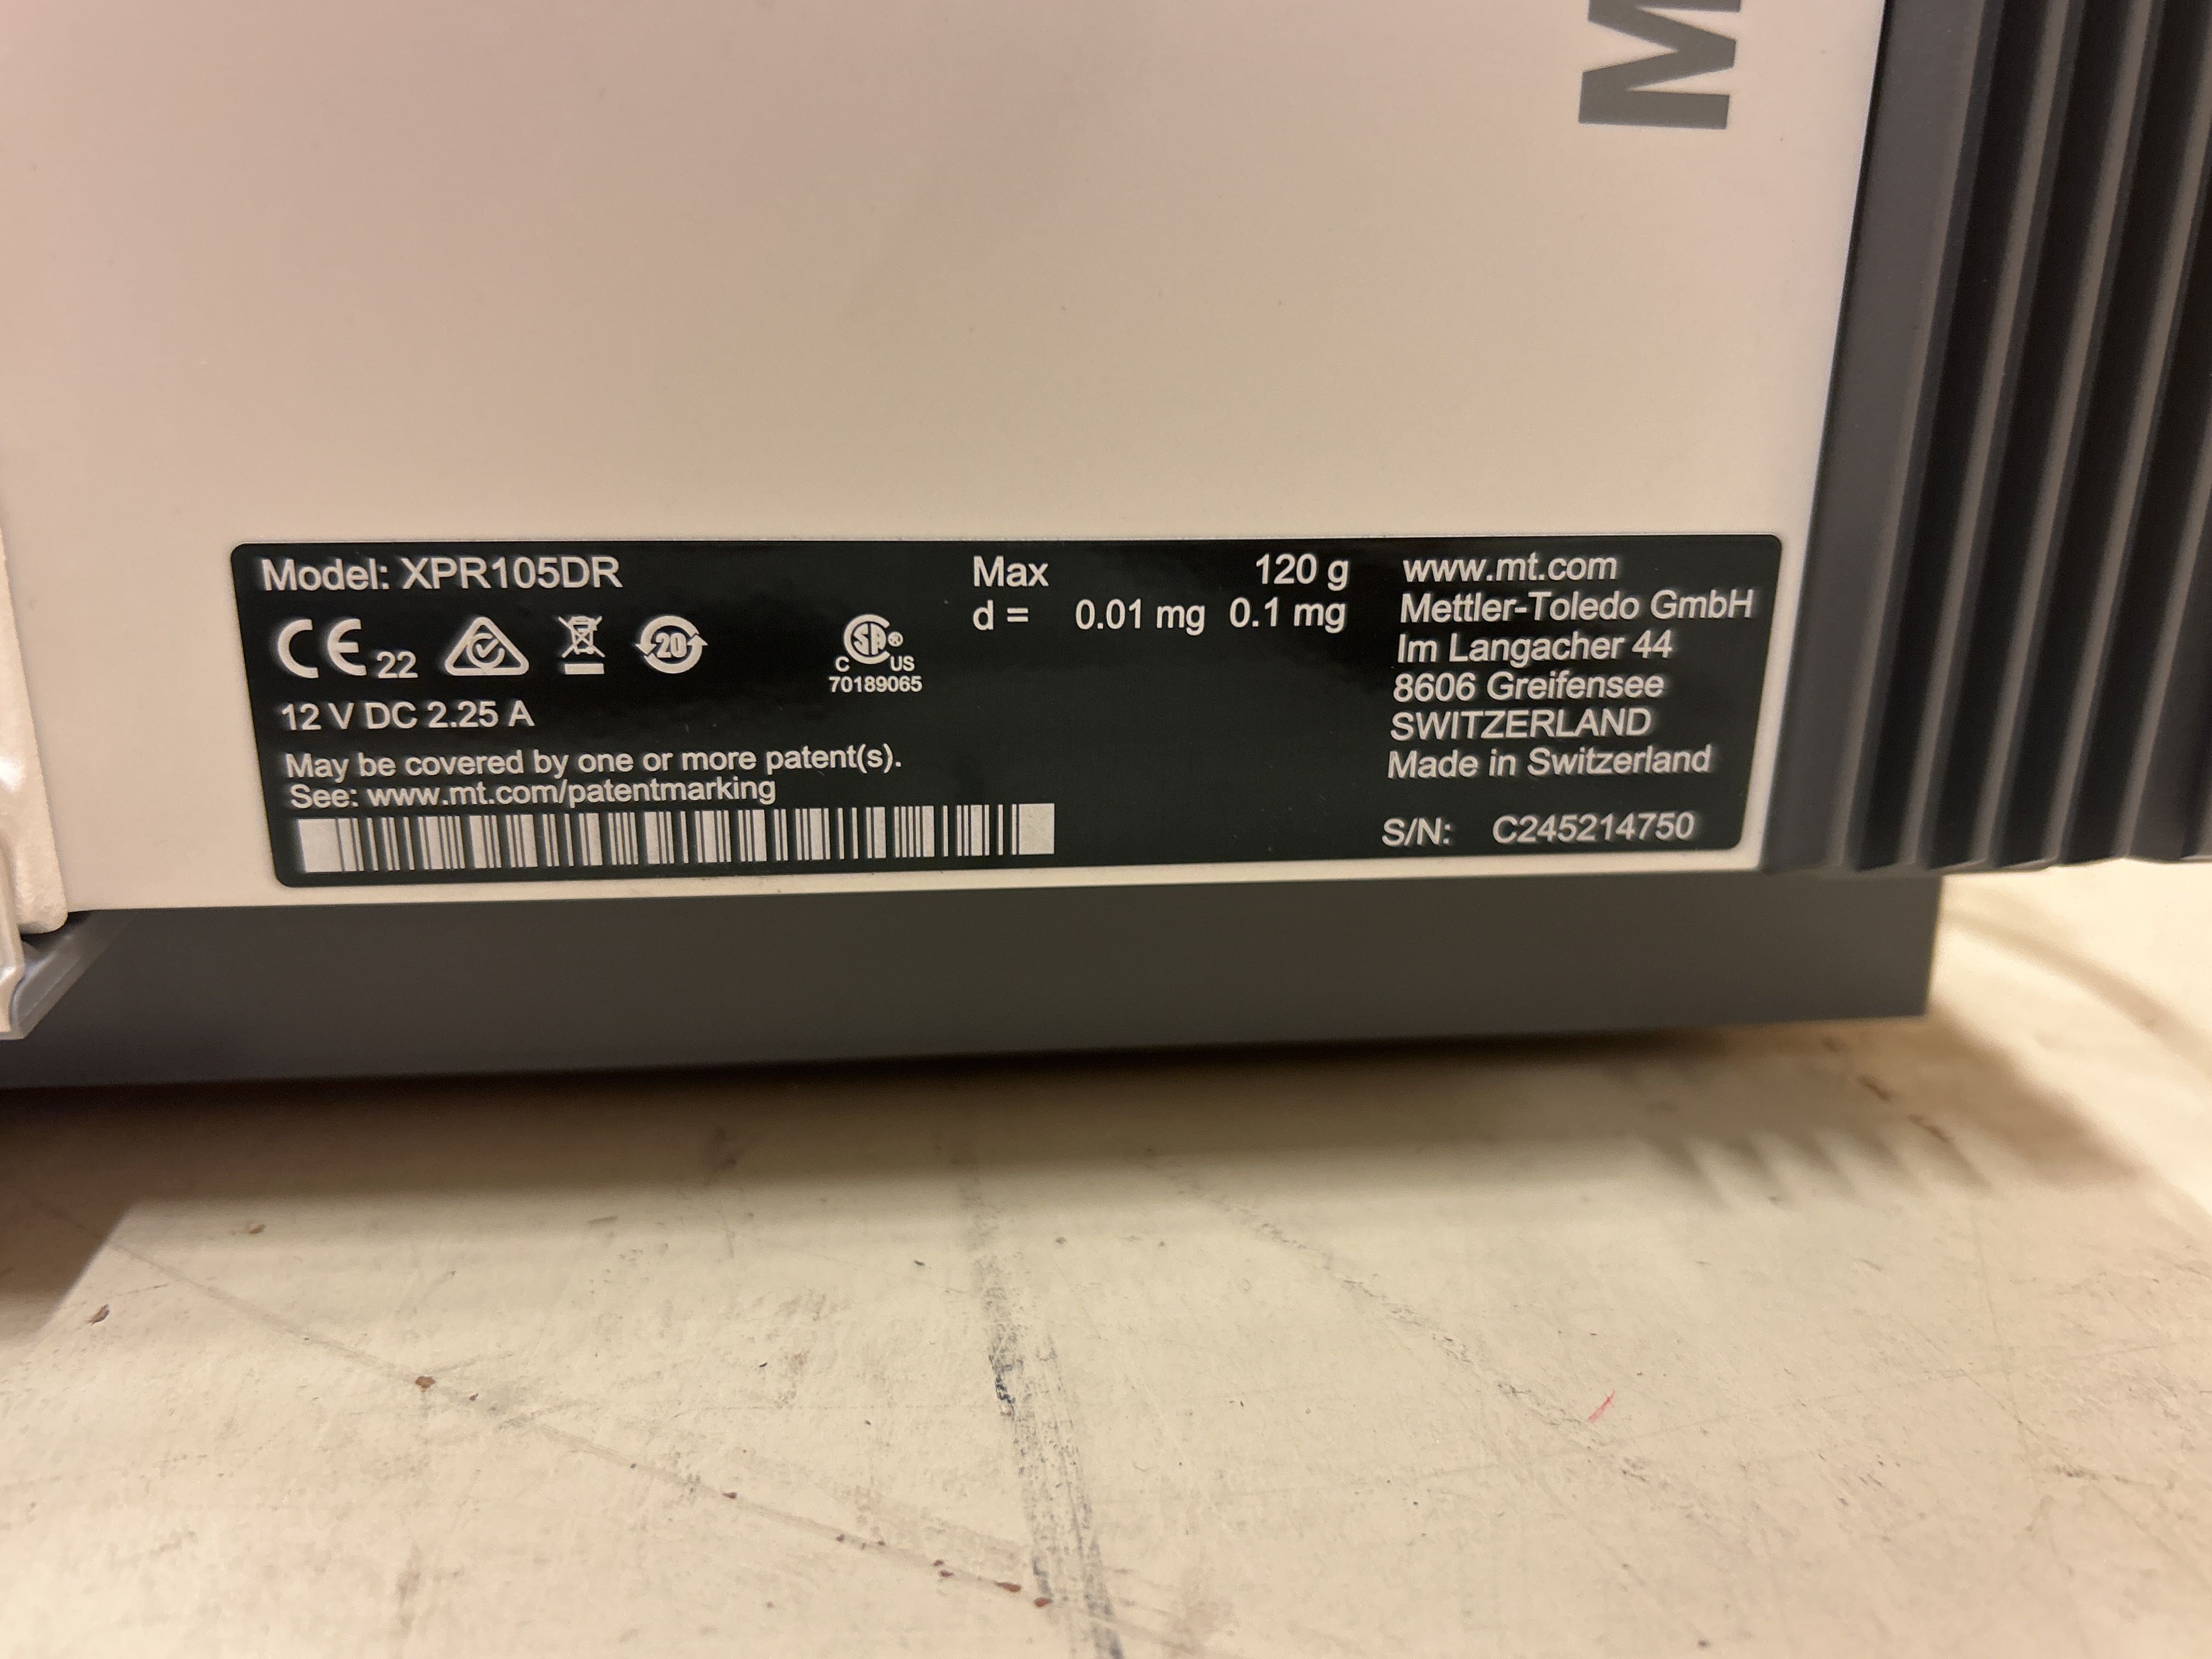 M
Model: XPR105DR
CE 22
20
SA®
C US
70189065
12 V DC 2.25 A
May be covered by one or more patent(s).
See: www.mt.com/patentmarking
Max 120 g
d = 0.01 mg 0.1 mg
www.mt.com
Mettler-Toledo GmbH
Im Langacher 44
8606 Greifensee
SWITZERLAND
Made in Switzerland
S/N: C245214750